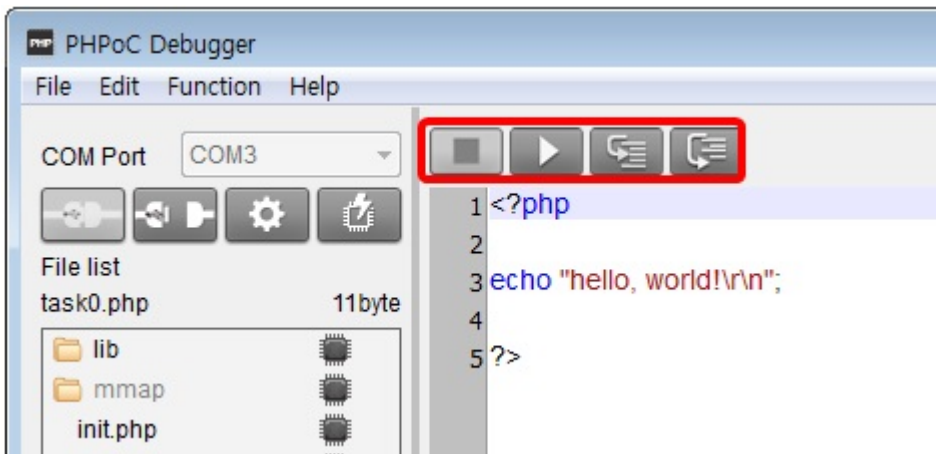 PHP PHPoC Debugger
File Edit Function Help
COM Port COM3
File list
task0.php 11byte
lib
mmap
init.php
1 <?php
2
3 echo "hello, world!\r\n";
4
5 ?>